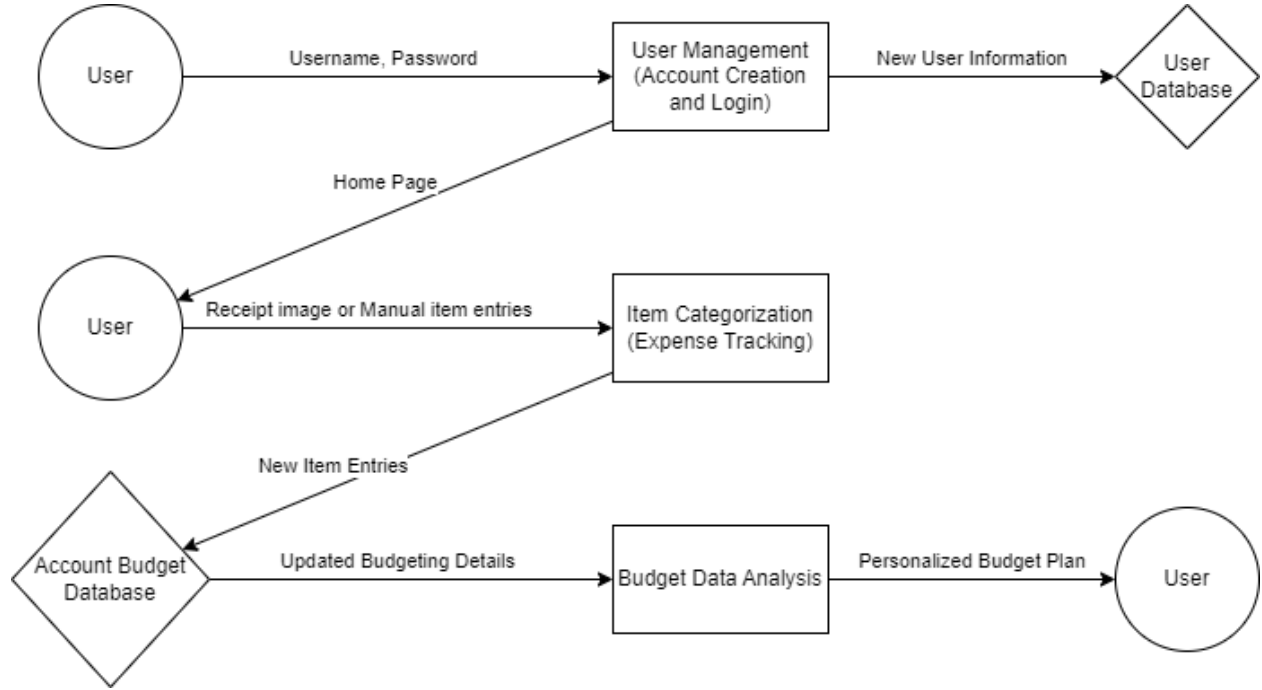 User
Username, Password
User Management
(Account Creation
and Login)
New User Information
User
Database
Home Page
User
Receipt image or Manual item entries
Item Categorization
(Expense Tracking)
New Item Entries
Account Budget
Database
Updated Budgeting Details
Budget Data Analysis
Personalized Budget Plan
User